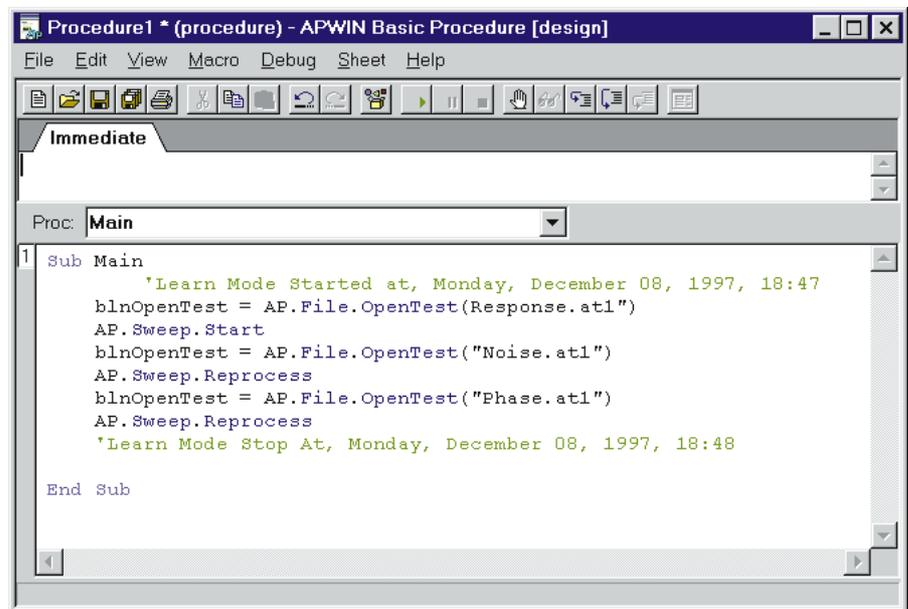 Procedure1 * (procedure) - APWIN Basic Procedure [design]
File Edit View Macro Debug Sheet Help
Immediate
Proc: Main
1
Sub Main
'Learn Mode Started at, Monday, December 08, 1997, 18:47
blnOpenTest = AP.File.OpenTest(Response.at1")
AP.Sweep.Start
blnOpenTest = AP.File.OpenTest("Noise.at1")
AP.Sweep.Reprocess
blnOpenTest = AP.File.OpenTest("Phase.at1")
AP.Sweep.Reprocess
'Learn Mode Stop At, Monday, December 08, 1997, 18:48
End Sub